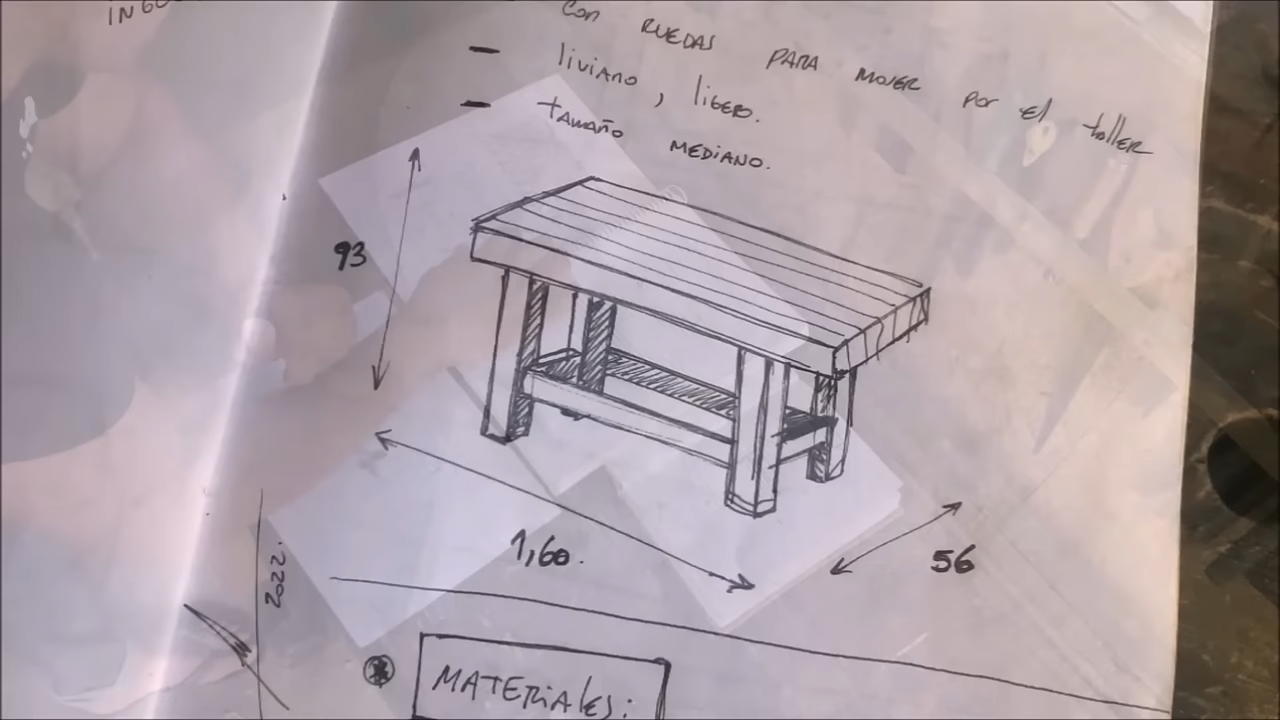 Con RUEDAS PARA MOVER por el taller
- liviano, ligero.
- tamaño MEDIANO.
93
1,60.
56
2022.
MATERIALES: